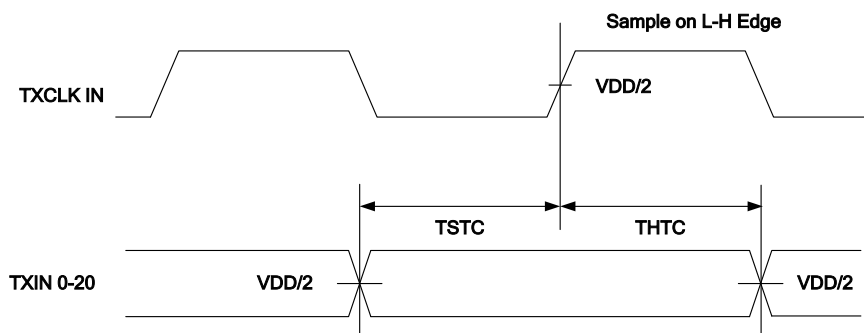 Sample on L-H Edge
TXCLK IN
VDD/2
TSTC
THTC
TXIN 0-20
VDD/2
VDD/2